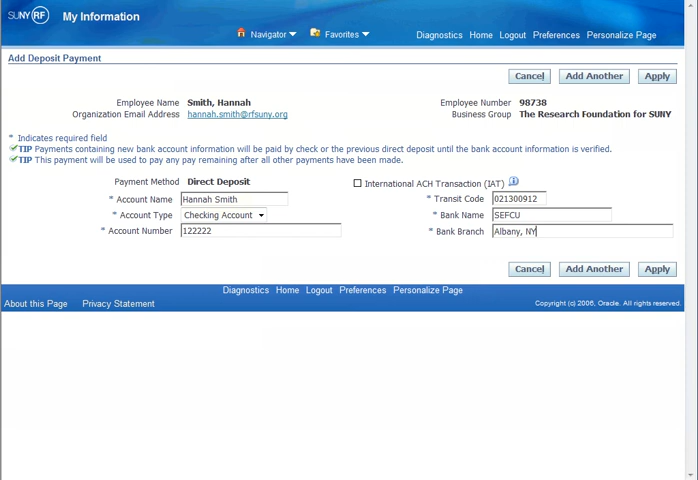 SUNY RF My Information
Navigator Favorites
Diagnostics Home Logout Preferences Personalize Page
Add Deposit Payment
Cancel Add Another Apply
Employee Name Smith, Hannah Employee Number 98738
Organization Email Address hannah.smith@rfsuny.org Business Group The Research Foundation for SUNY
* Indicates required field
TIP Payments containing new bank account information will be paid by check or the previous direct deposit until the bank account information is verified.
TIP This payment will be used to pay any pay remaining after all other payments have been made.
Payment Method Direct Deposit International ACH Transaction (IAT)
* Account Name Hannah Smith * Transit Code 021300912
* Account Type Checking Account * Bank Name SEFCU
* Account Number 122222 * Bank Branch Albany, NY
Cancel Add Another Apply
Diagnostics Home Logout Preferences Personalize Page
About this Page Privacy Statement Copyright (c) 2006, Oracle. All rights reserved.